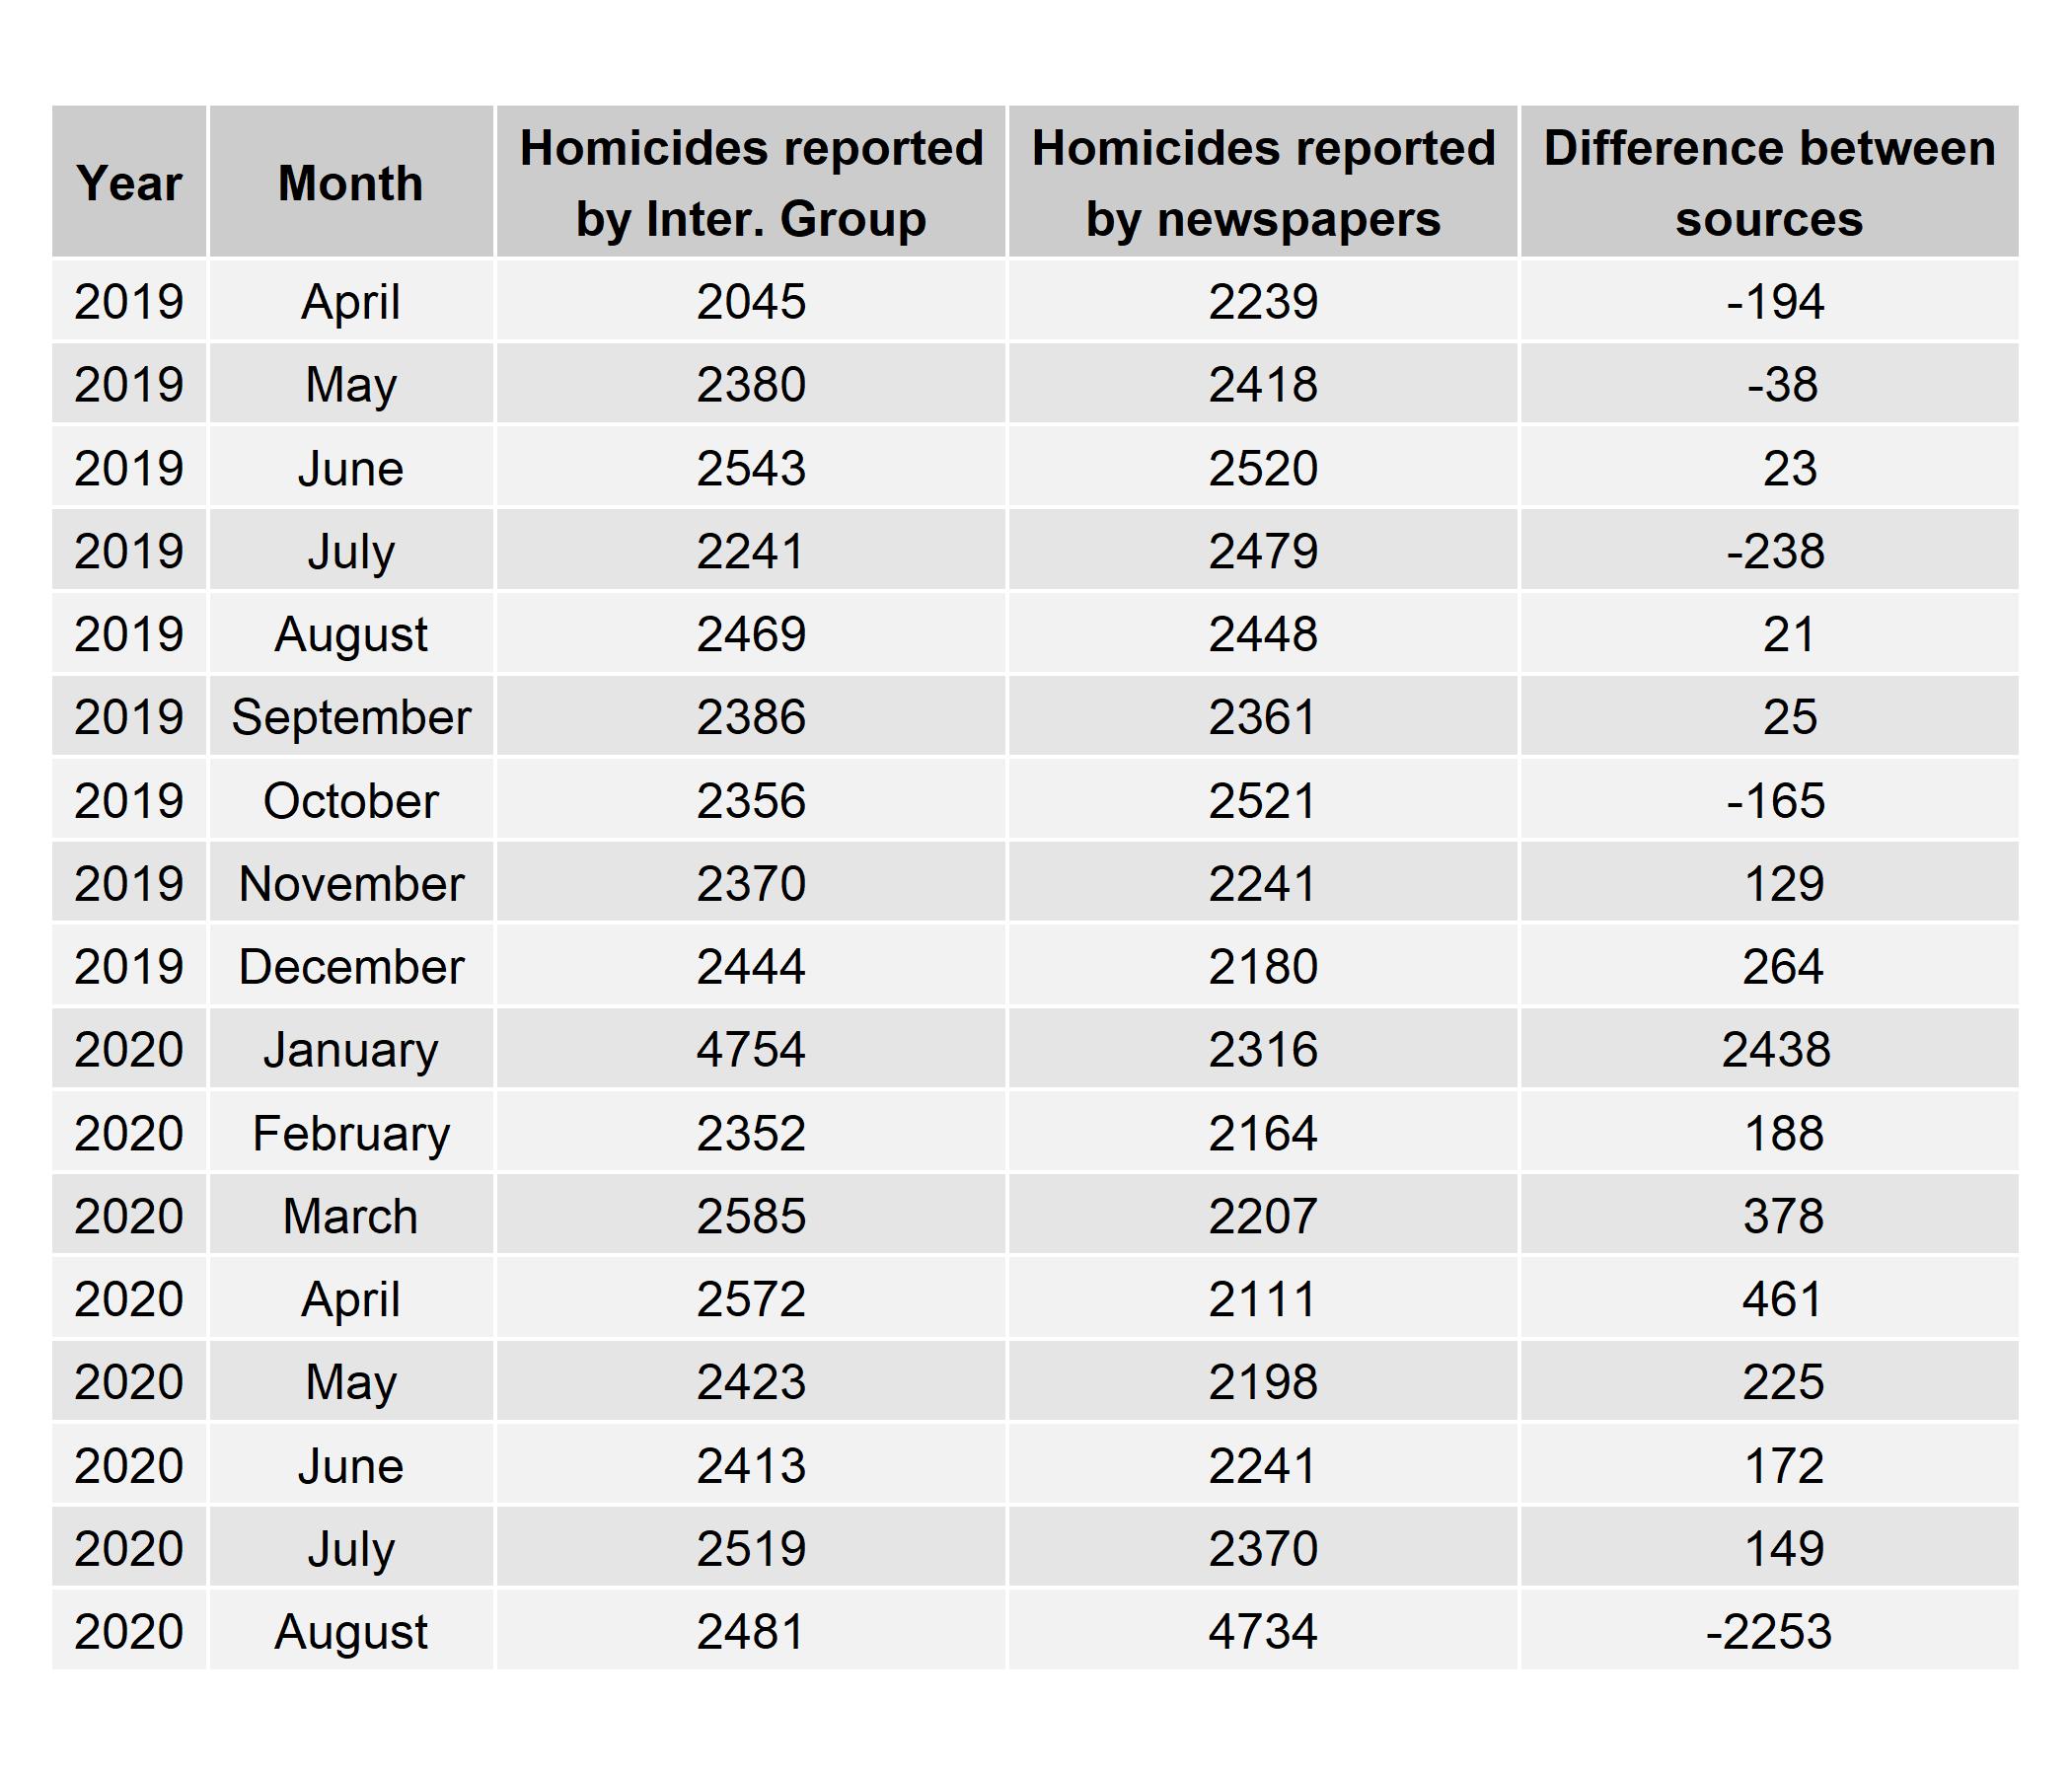 Year Month Homicides reported by Inter. Group Homicides reported by newspapers Difference between sources
2019 April 2045 2239 -194
2019 May 2380 2418 -38
2019 June 2543 2520 23
2019 July 2241 2479 -238
2019 August 2469 2448 21
2019 September 2386 2361 25
2019 October 2356 2521 -165
2019 November 2370 2241 129
2019 December 2444 2180 264
2020 January 4754 2316 2438
2020 February 2352 2164 188
2020 March 2585 2207 378
2020 April 2572 2111 461
2020 May 2423 2198 225
2020 June 2413 2241 172
2020 July 2519 2370 149
2020 August 2481 4734 -2253